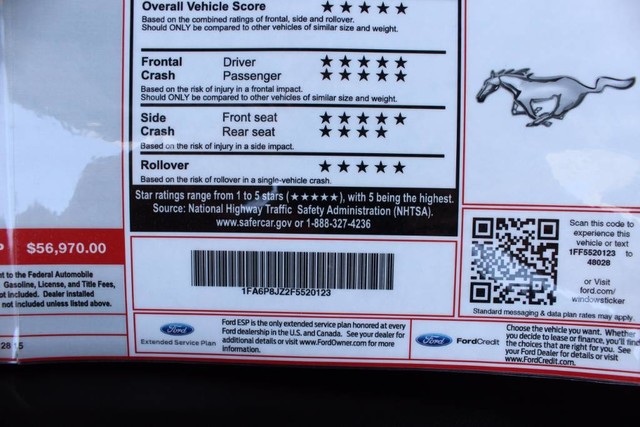 Overall Vehicle Score ★★★★★
Based on the combined ratings of frontal, side and rollover.
Should ONLY be compared to other vehicles of similar size and weight.
Frontal Driver ★★★★★
Crash Passenger ★★★★★
Based on the risk of injury in a frontal impact.
Should ONLY be compared to other vehicles of similar size and weight.
Side Front seat ★★★★★
Crash Rear seat ★★★★
Based on the risk of injury in a side impact.
Rollover ★★★★★
Based on the risk of rollover in a single-vehicle crash.
Star ratings range from 1 to 5 stars (★★★★★), with 5 being the highest.
Source: National Highway Traffic Safety Administration (NHTSA).
www.safercar.gov or 1-888-327-4236
P $56,970.00
to the Federal Automobile
Gasoline, License, and Title Fees,
included. Dealer installed
not included unless listed above.
1FA6P8JZ2F5520123
Scan this code to
experience this
vehicle or text
1FF5520123 to
48028
or Visit
ford.com/
windowsticker
Standard messaging & data plan rates may apply.
Ford
Extended Service Plan
Ford ESP is the only extended service plan honored at every
Ford dealership in the U.S. and Canada. See your dealer for
additional details or visit www.FordOwner.com for more
information.
Ford FordCredit
Choose the vehicle you want. Whether
you decide to lease or finance, you'll find
the choices that are right for you. See
your Ford Dealer for details or visit
www.FordCredit.com.